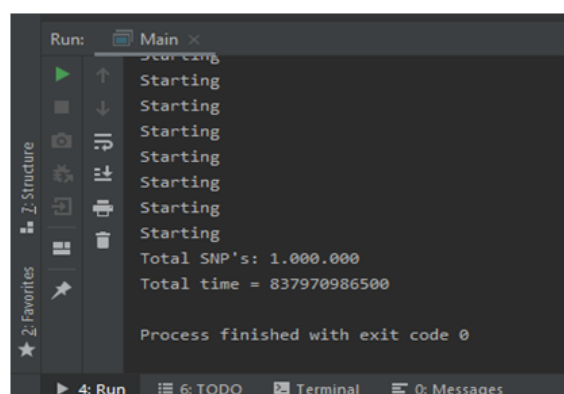 Run: Main ×
Starting
Starting
Starting
Starting
Starting
Starting
Starting
Starting
Total SNP's: 1.000.000
Total time = 837970986500
Process finished with exit code 0
Z: Structure
2: Favorites
4: Run 6: TODO Terminal 0: Messages